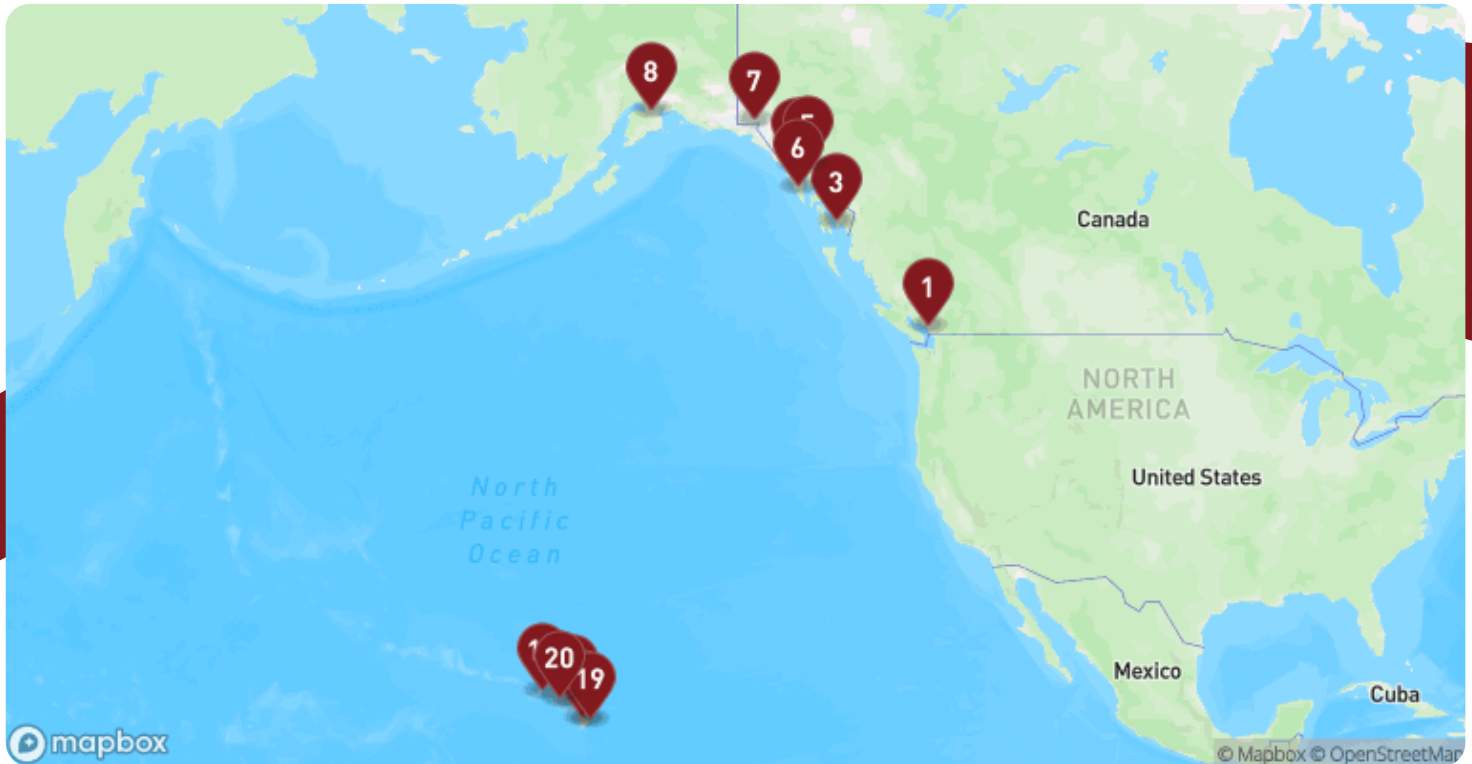 8
7
5
6
3
Canada
1
NORTH
AMERICA
United States
North
Pacific
Ocean
20
19
Mexico
Cuba
mapbox
© Mapbox © OpenStreetMap